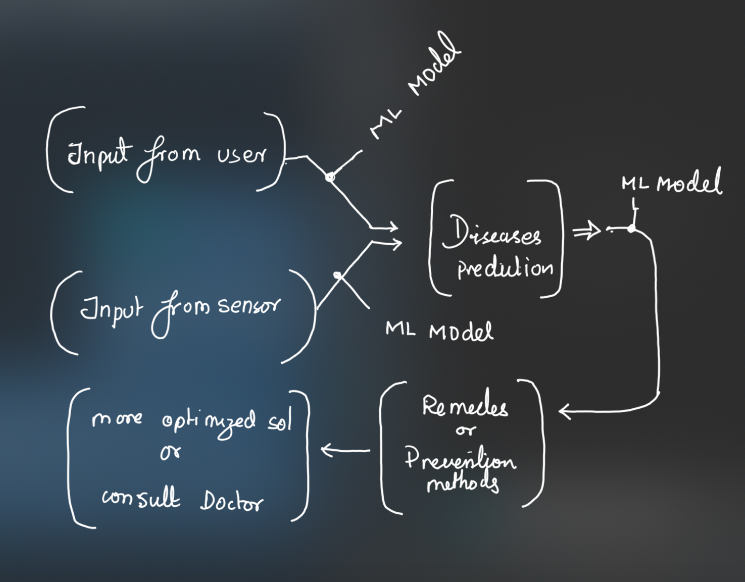 ML MODEL
Input from user
ML MODEL
Diseases
predution
Input from sensor
ML MODEL
more optimized sol
or
consult Doctor
Remedes
or
Prevention
methods